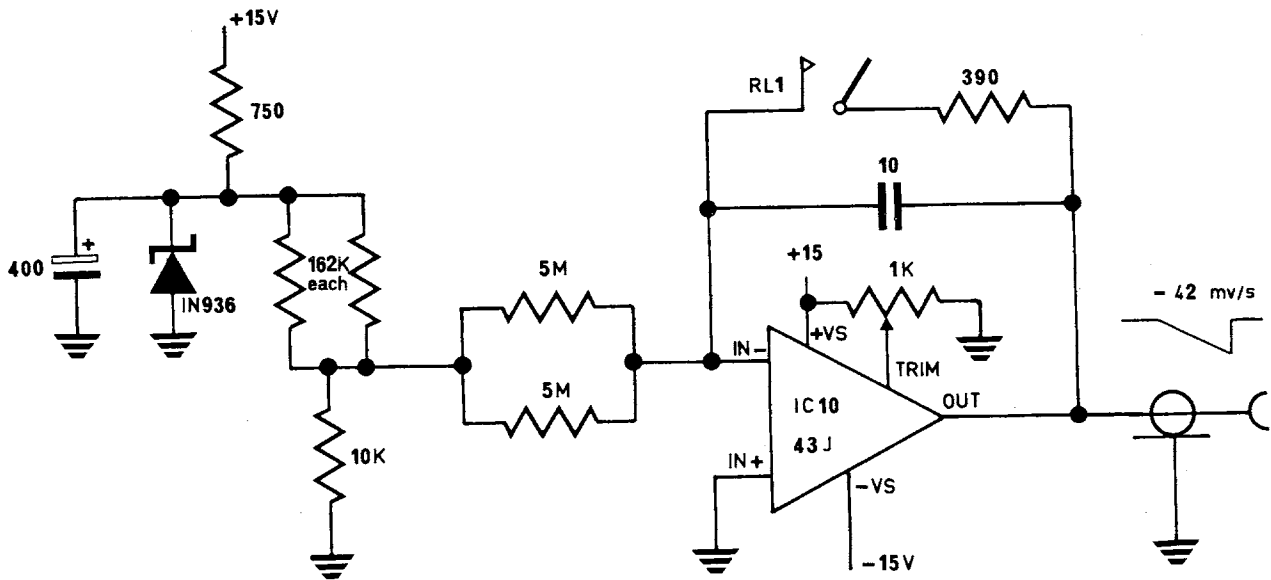 +15V
750
RL1
390
10
+
400
IN936
162K
each
5M
5M
10K
+15
1K
+VS
TRIM
IN-
IC10
43J
IN+
OUT
-VS
-15V
- 42 mv/s